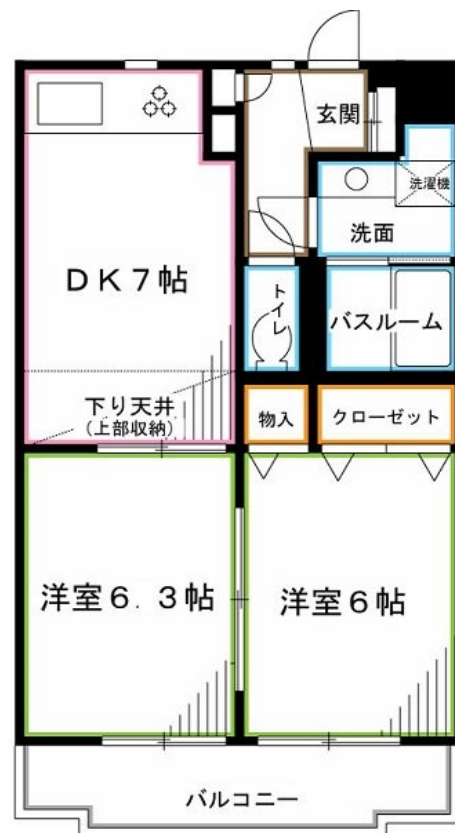 玄関
洗濯機
洗面
DK7帖
トイレ
バスルーム
下り天井
(上部収納)
物入
クローゼット
洋室6.3帖
洋室6帖
バルコニー